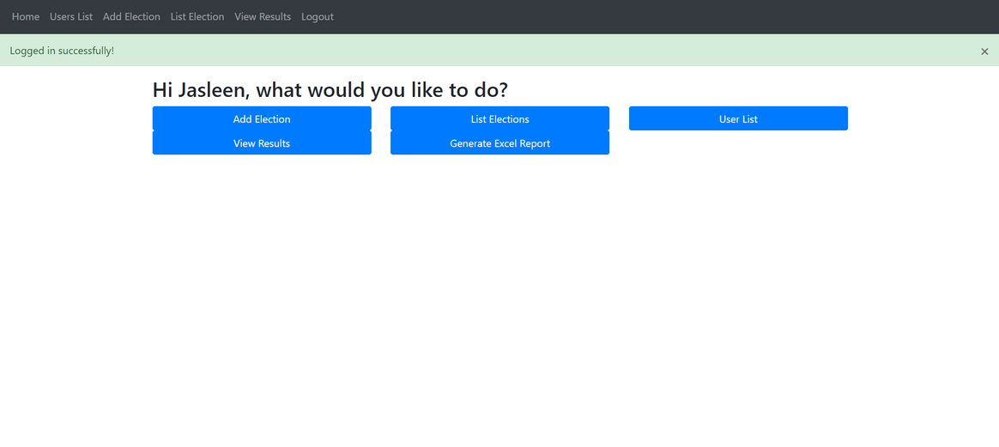 Home Users List Add Election List Election View Results Logout
Logged in successfully! ×
Hi Jasleen, what would you like to do?
Add Election List Elections User List
View Results Generate Excel Report